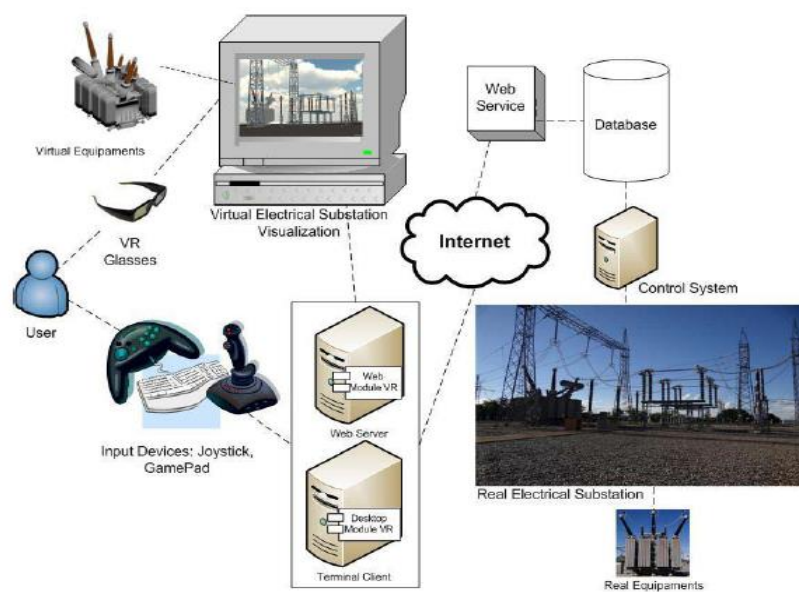 Virtual Equipaments
VR
Glasses
User
Input Devices: Joystick,
GamePad
Virtual Electrical Substation
Visualization
Web
Module VR
Web Server
Desktop
Module VR
Terminal Client
Internet
Web
Service
Database
Control System
Real Electrical Substation
Real Equipaments